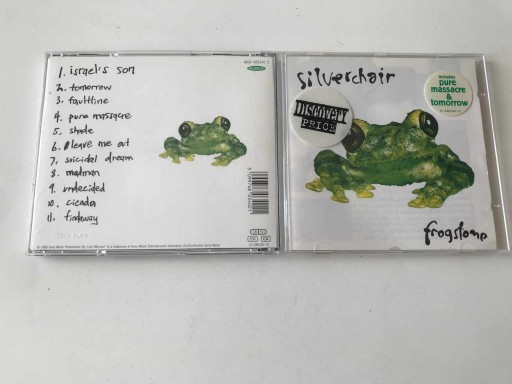 1. israel's son
2. tomorrow
3. faultline
4. pure massacre
5. shade
6. leave me out
7. suicidal dream
8. madman
9. undecided
10. cicada
11. findaway
silverchair
DISCOVERY
PRICE
includes
pure
massacre
&
tomorrow
frogstomp